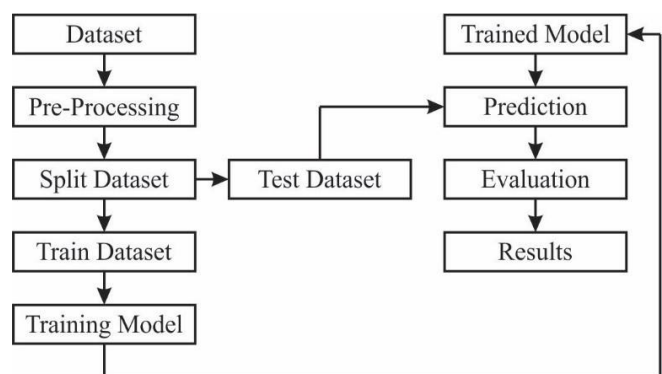 Dataset
Pre-Processing
Split Dataset
Train Dataset
Training Model
Test Dataset
Trained Model
Prediction
Evaluation
Results